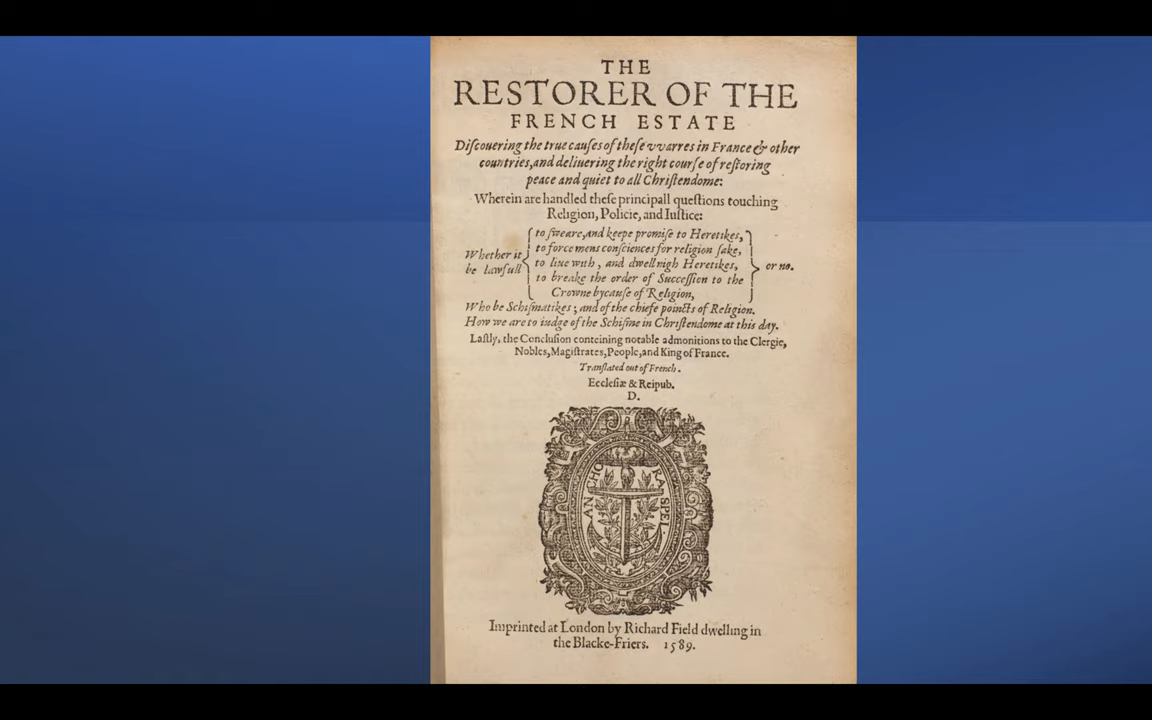 THE
RESTORER OF THE
FRENCH ESTATE
Diſcouering the true cauſes of theſe vvarres in France & other
countries, and deliuering the right courſe of reſtoring
peace and quiet to all Chriſtendome:
Wherein are handled theſe principall queſtions touching
Religion, Policie, and Iuſtice:
Whether it
be lawfull
to ſweare, and keepe promiſe to Heretikes,
to force mens conſciences for religion ſake,
to liue with, and dwell nigh Heretikes,
to breake the order of Succeſſion to the
Crowne bycauſe of Religion,
or no.
Who be Schiſmatikes; and of the chiefe poincts of Religion.
How we are to iudge of the Schiſme in Chriſtendome at this day.
Laſtly, the Concluſion conteining notable admonitions to the Clergie,
Nobles, Magiſtrates, People, and King of France.
Tranſlated out of French.
Eccleſiæ & Reipub.
D.
ANCHORA SPEI
Imprinted at London by Richard Field dwelling in
the Blacke-Friers. 1589.